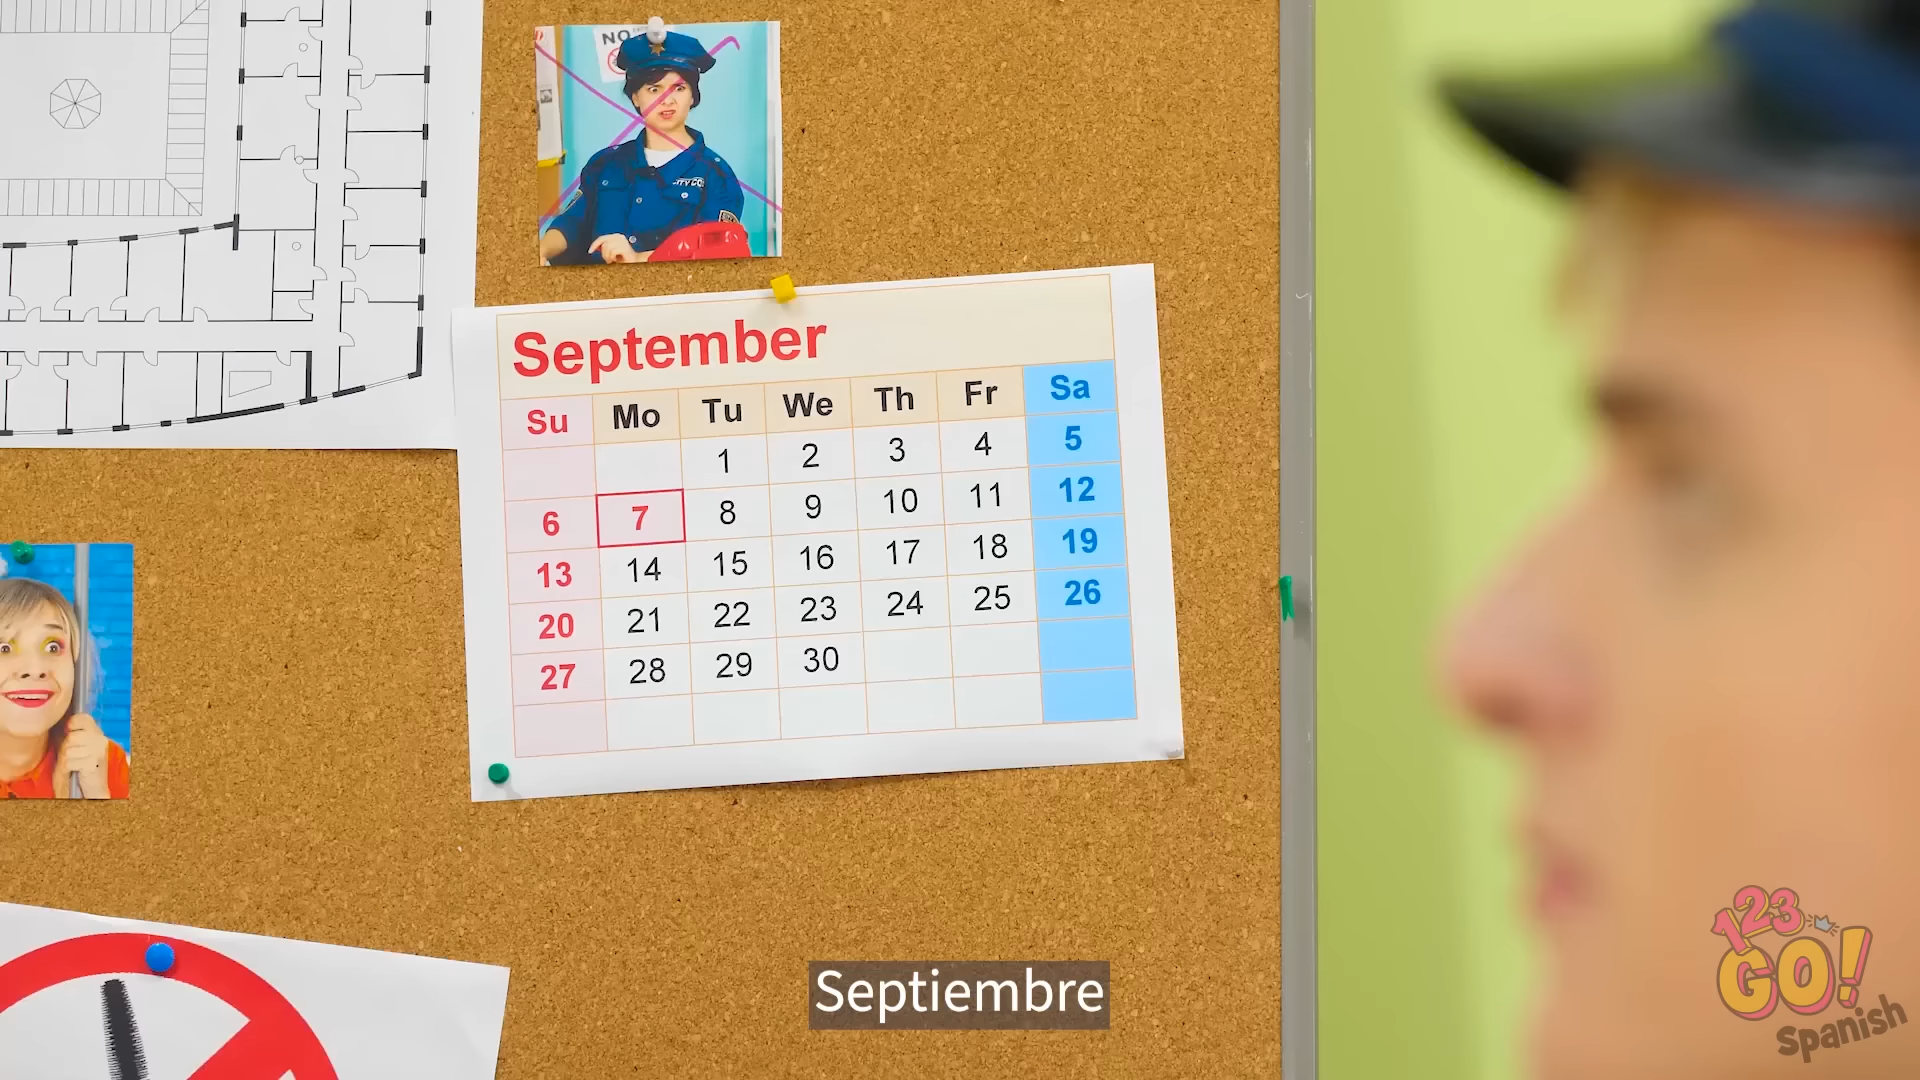 NO
CITY CO
September
Su Mo Tu We Th Fr Sa
1 2 3 4 5
6 7 8 9 10 11 12
13 14 15 16 17 18 19
20 21 22 23 24 25 26
27 28 29 30
Septiembre
123
GO!
Spanish